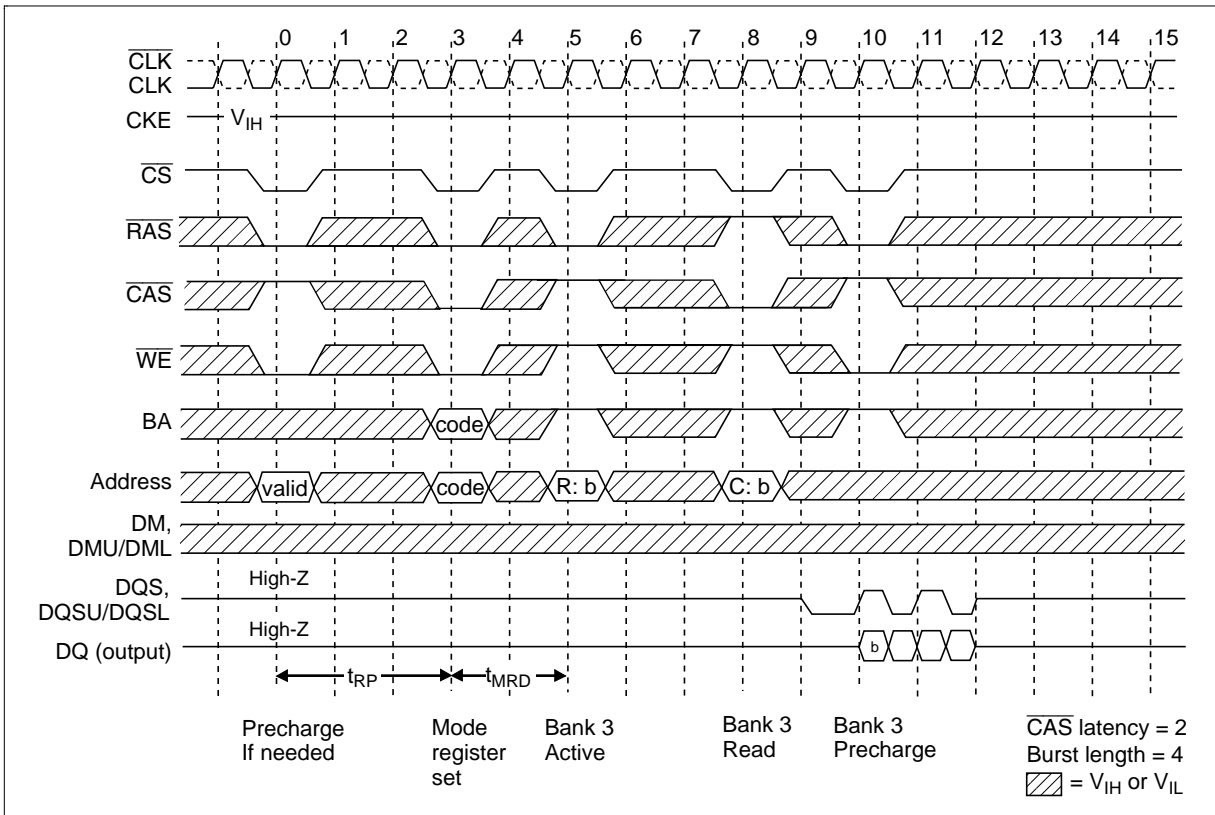 0 1 2 3 4 5 6 7 8 9 10 11 12 13 14 15
CLK
CLK
CKE VIH
CS
RAS
CAS
WE
BA code
Address valid code R: b C: b
DM,
DMU/DML
DQS, High-Z
DQSU/DQSL
High-Z
DQ (output) b
tRP tMRD
Precharge
If needed
Mode
register
set
Bank 3
Active
Bank 3
Read
Bank 3
Precharge
CAS latency = 2
Burst length = 4
= VIH or VIL